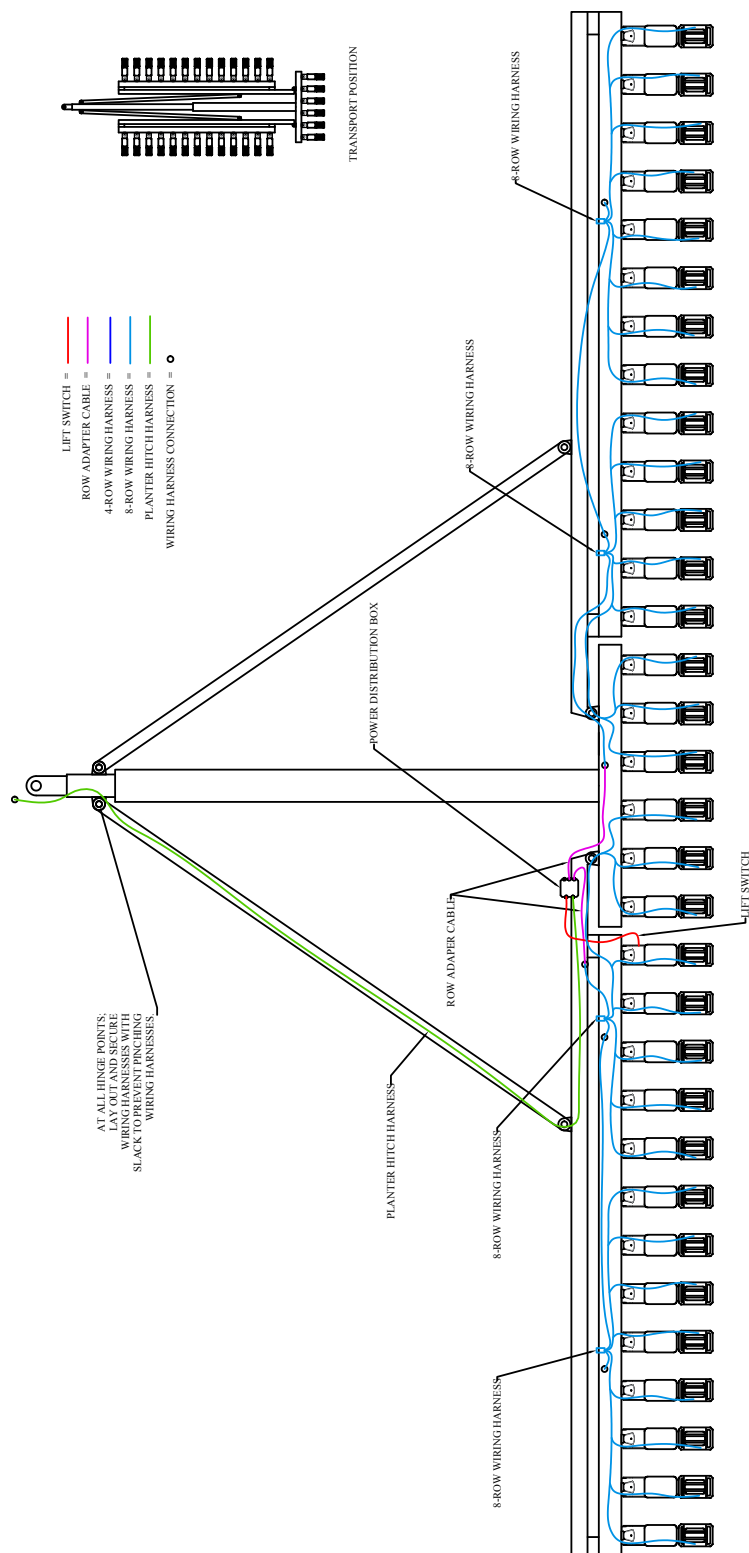 TRANSPORT POSITION
LIFT SWITCH =
ROW ADAPTER CABLE =
4-ROW WIRING HARNESS =
8-ROW WIRING HARNESS =
PLANTER HITCH HARNESS =
WIRING HARNESS CONNECTION =
8-ROW WIRING HARNESS
8-ROW WIRING HARNESS
POWER DISTRIBUTION BOX
ROW ADAPER CABLE
LIFT SWITCH
AT ALL HINGE POINTS;
LAY OUT AND SECURE
WIRING HARNESSES WITH
SLACK TO PREVENT PINCHING
WIRING HARNESSES.
PLANTER HITCH HARNESS
8-ROW WIRING HARNESS
8-ROW WIRING HARNESS